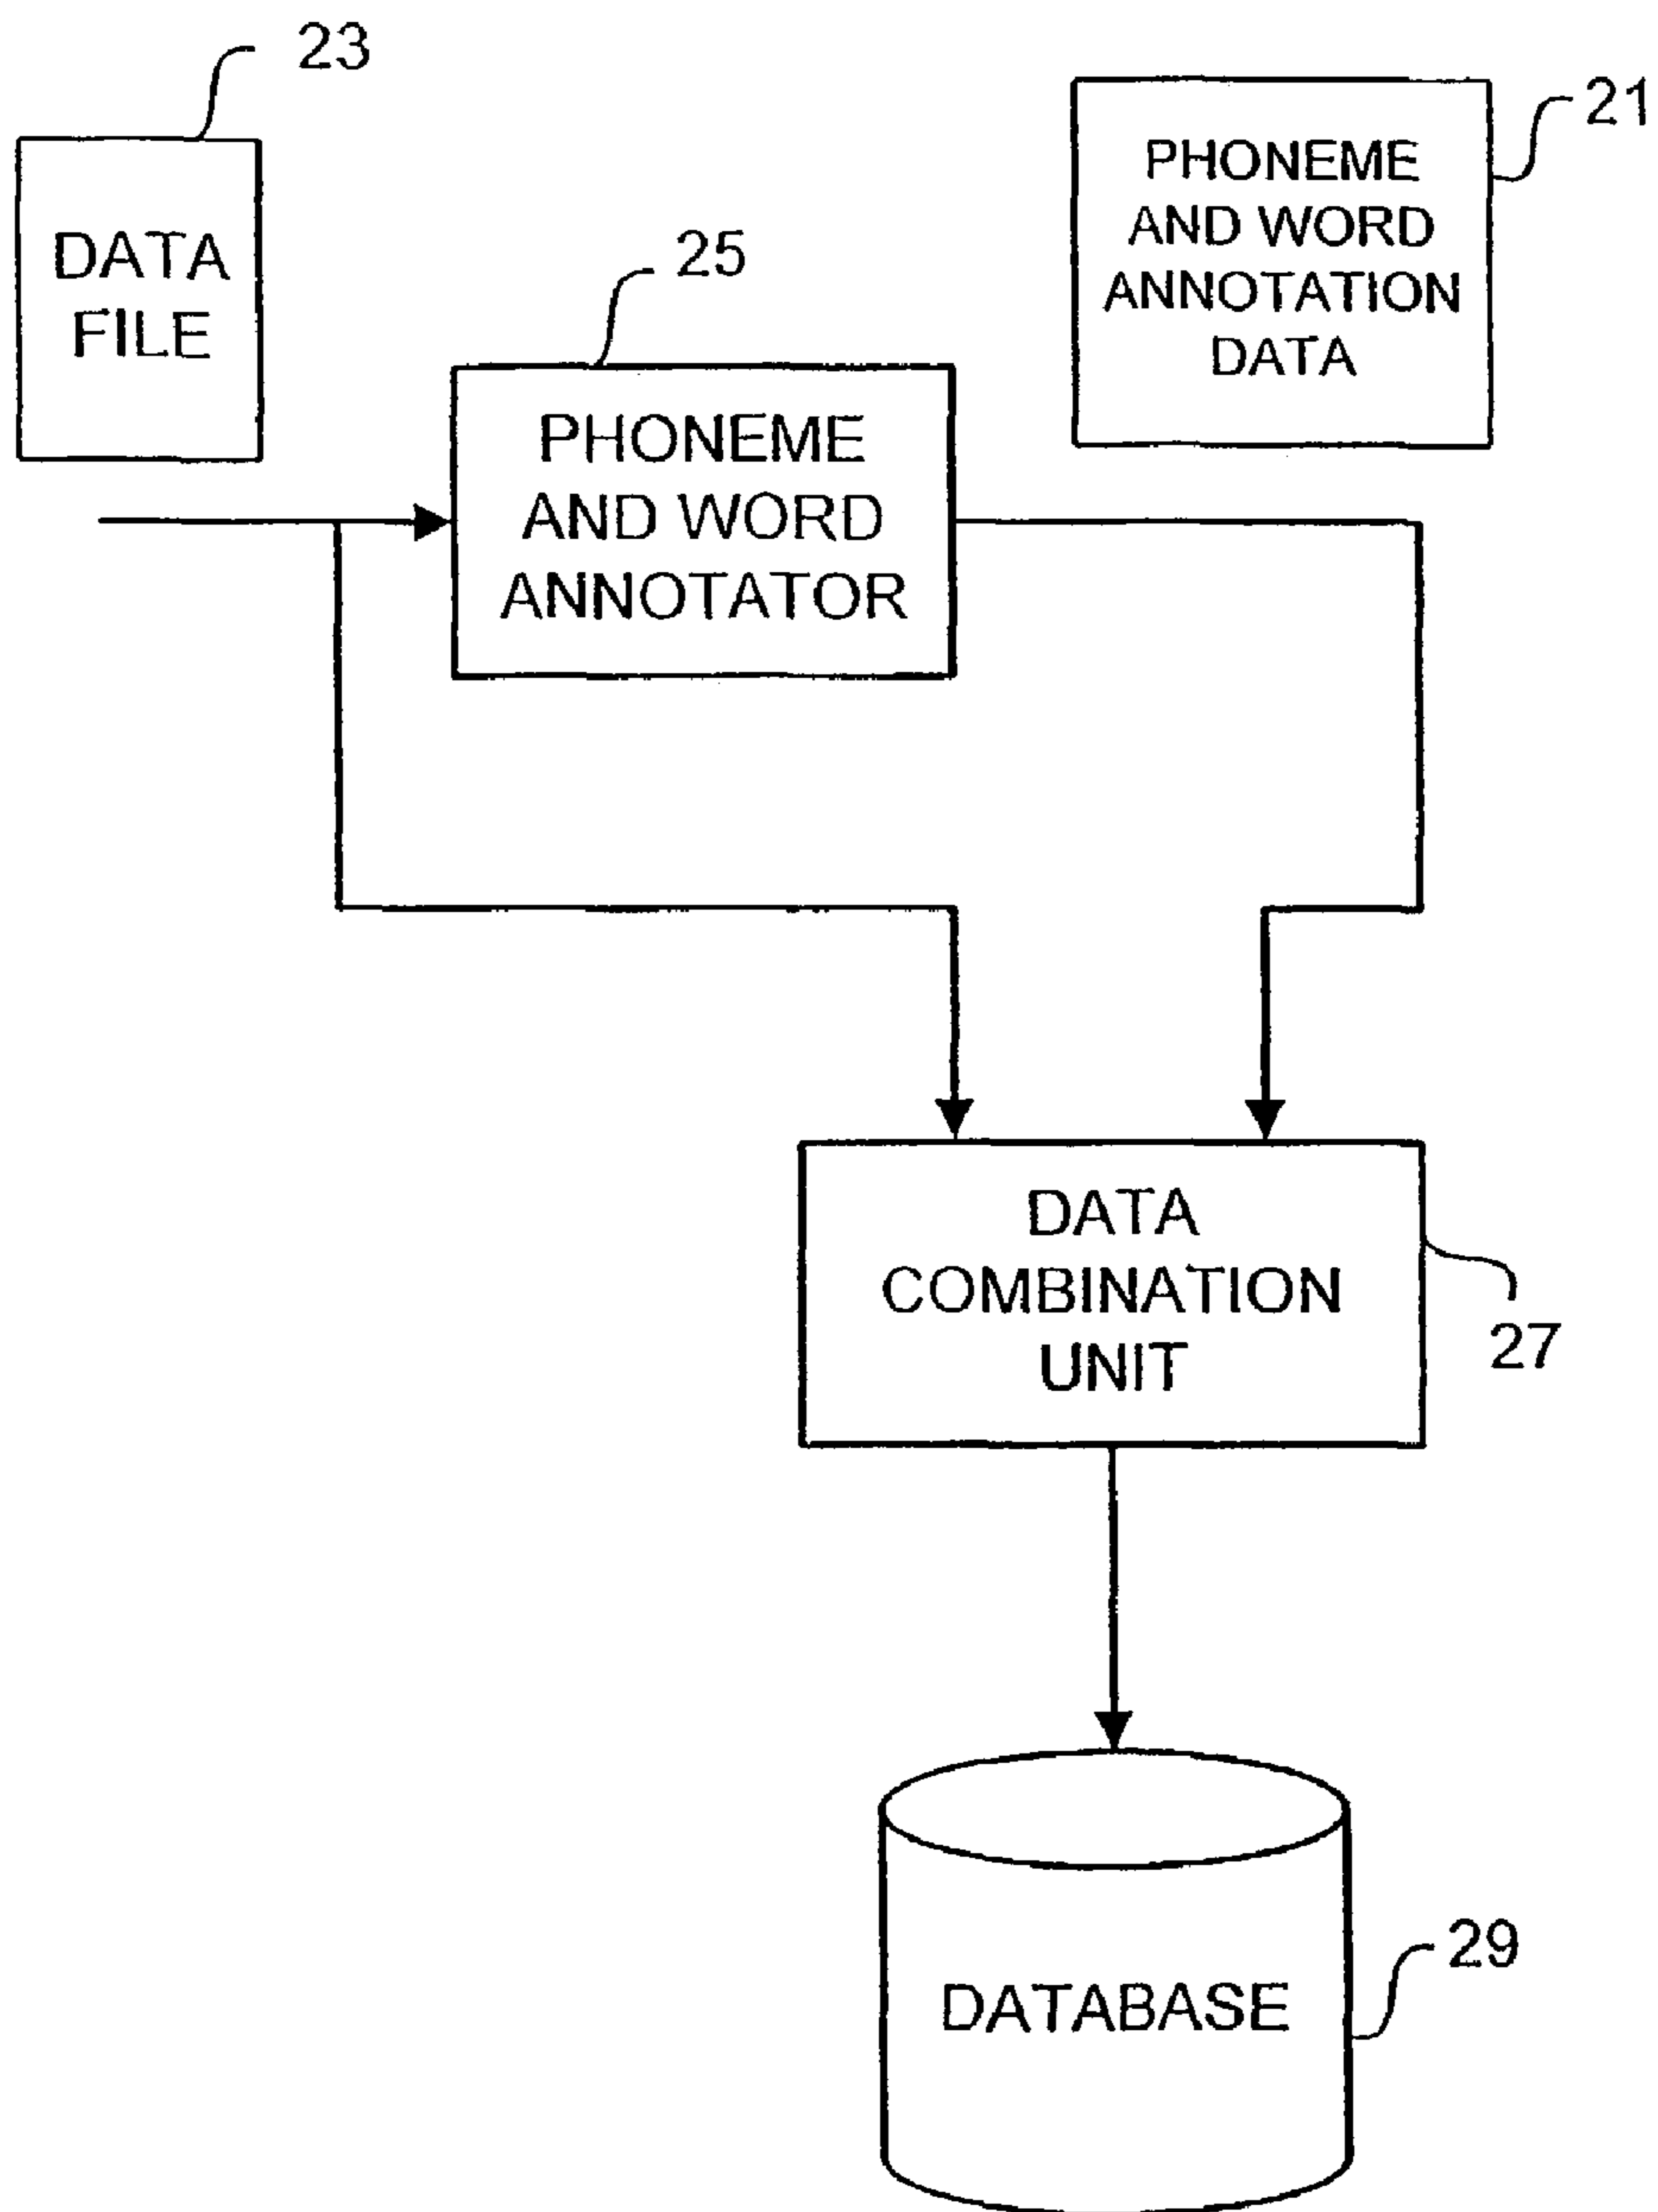 23
DATA
FILE
21
PHONEME
AND WORD
ANNOTATION
DATA
25
PHONEME
AND WORD
ANNOTATOR
DATA
COMBINATION
UNIT
27
DATABASE
29